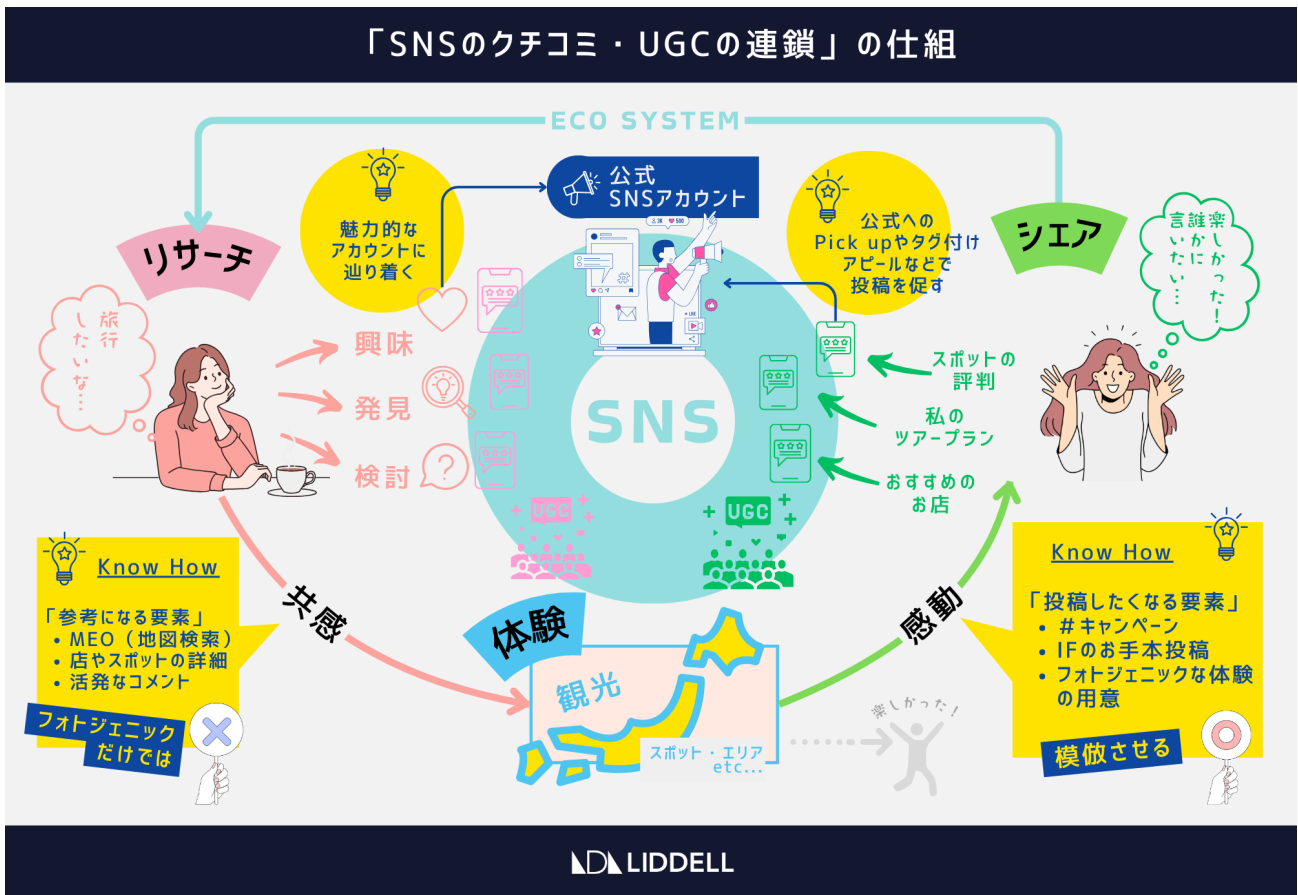 「SNSのクチコミ・UGCの連鎖」の仕組
ECO SYSTEM
リサーチ
旅行
したいな…
魅力的な
アカウントに
辿り着く
公式
SNSアカウント
3K
500
LIVE
公式への
Pick upやタグ付け
アピールなどで
投稿を促す
シェア
楽しかった!
誰かに
言いたい…
興味
発見
検討
SNS
スポットの
評判
私の
ツアープラン
おすすめの
お店
UGC
UGC
Know How
「参考になる要素」
• MEO(地図検索)
• 店やスポットの詳細
• 活発なコメント
フォトジェニック
だけでは
共感
体験
観光
スポット・エリア
etc...
感動
楽しかった!
Know How
「投稿したくなる要素」
• #キャンペーン
• IFのお手本投稿
• フォトジェニックな体験
の用意
模倣させる
LIDDELL